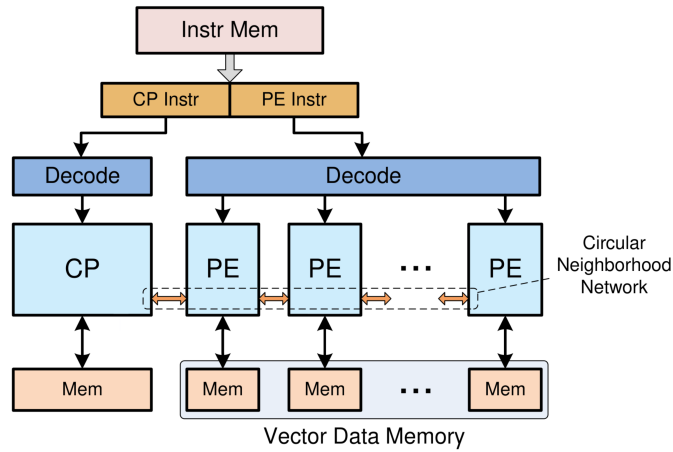 Instr Mem
CP Instr
PE Instr
Decode
Decode
CP
PE
PE
...
PE
Circular
Neighborhood
Network
Mem
Mem
Mem
...
Mem
Vector Data Memory